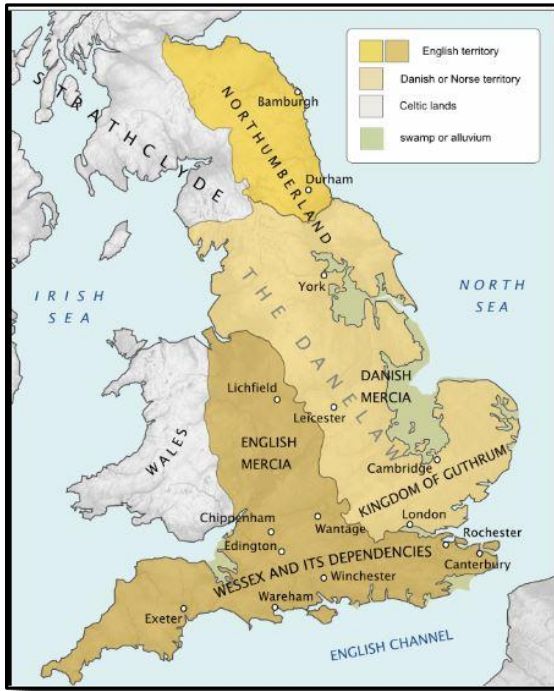 English territory
Danish or Norse territory
Celtic lands
swamp or alluvium
STRATHCLYDE
NORTHUMBERLAND
Bamburgh
Durham
York
IRISH
SEA
NORTH
SEA
THE DANELAW
DANISH
MERCIA
Lichfield
Leicester
ENGLISH
MERCIA
WALES
Cambridge
KINGDOM OF GUTHRUM
Chippenham
Wantage
London
Rochester
Edington
WESSEX AND ITS DEPENDENCIES
Canterbury
Winchester
Wareham
Exeter
ENGLISH CHANNEL